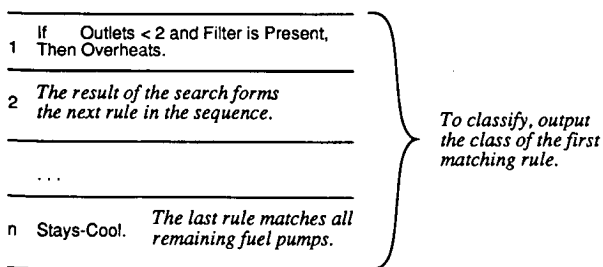 If Outlets < 2 and Filter is Present,
1 Then Overheats.
2 The result of the search forms
the next rule in the sequence.
To classify, output
the class of the first
matching rule.
...
n Stays-Cool. The last rule matches all
remaining fuel pumps.